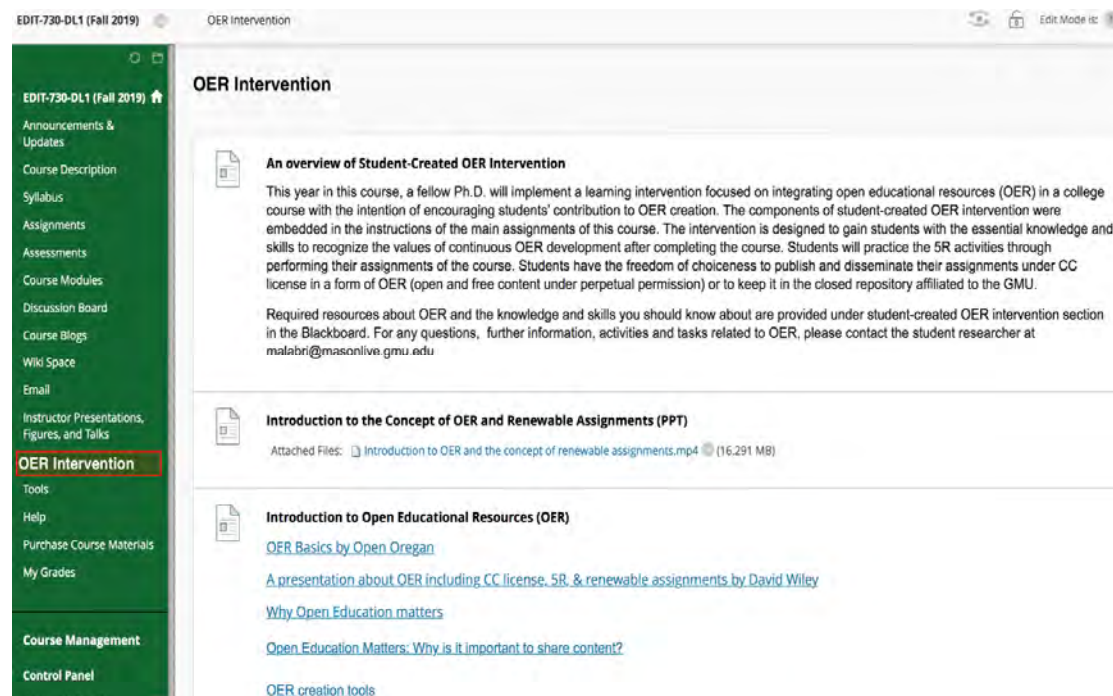 EDIT-730-DL1 (Fall 2019)
OER Intervention
Edit Mode is:
EDIT-730-DL1 (Fall 2019)
Announcements &
Updates
Course Description
Syllabus
Assignments
Assessments
Course Modules
Discussion Board
Course Blogs
Wiki Space
Email
Instructor Presentations,
Figures, and Talks
OER Intervention
Tools
Help
Purchase Course Materials
My Grades
Course Management
Control Panel
OER Intervention
An overview of Student-Created OER Intervention
This year in this course, a fellow Ph.D. will implement a learning intervention focused on integrating open educational resources (OER) in a college
course with the intention of encouraging students' contribution to OER creation. The components of student-created OER intervention were
embedded in the instructions of the main assignments of this course. The intervention is designed to gain students with the essential knowledge and
skills to recognize the values of continuous OER development after completing the course. Students will practice the 5R activities through
performing their assignments of the course. Students have the freedom of choiceness to publish and disseminate their assignments under CC
license in a form of OER (open and free content under perpetual permission) or to keep it in the closed repository affiliated to the GMU.
Required resources about OER and the knowledge and skills you should know about are provided under student-created OER intervention section
in the Blackboard. For any questions, further information, activities and tasks related to OER, please contact the student researcher at
malabri@masonlive.gmu.edu
Introduction to the Concept of OER and Renewable Assignments (PPT)
Attached Files: Introduction to OER and the concept of renewable assignments.mp4 (16.291 MB)
Introduction to Open Educational Resources (OER)
OER Basics by Open Oregan
A presentation about OER including CC license, 5R, & renewable assignments by David Wiley
Why Open Education matters
Open Education Matters: Why is it important to share content?
OER creation tools